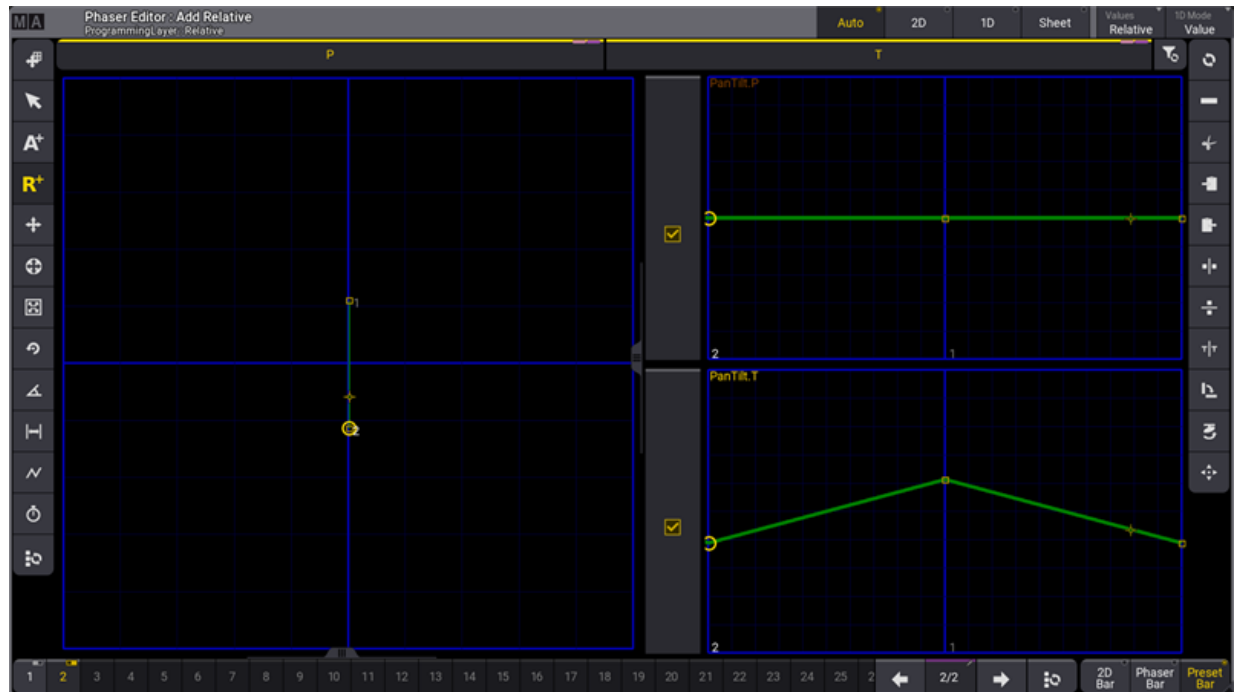 MA
Phaser Editor : Add Relative
ProgrammingLayer: Relative
Auto
2D
1D
Sheet
Values
Relative
1D Mode
Value
P
T
A+
R+
1
2
PanTilt.P
2
1
PanTilt.T
2
1
1 2 3 4 5 6 7 8 9 10 11 12 13 14 15 16 17 18 19 20 21 22 23 24 25 2
2/2
2D
Bar
Phaser
Bar
Preset
Bar